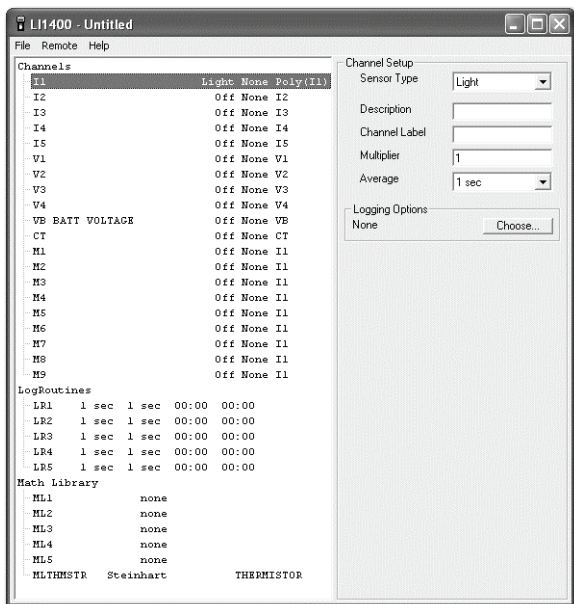 LI1400 - Untitled
File Remote Help
Channels
I1 Light None Poly(I1)
I2 Off None I2
I3 Off None I3
I4 Off None I4
I5 Off None I5
V1 Off None V1
V2 Off None V2
V3 Off None V3
V4 Off None V4
VB BATT VOLTAGE Off None VB
CT Off None CT
M1 Off None I1
M2 Off None I1
M3 Off None I1
M4 Off None I1
M5 Off None I1
M6 Off None I1
M7 Off None I1
M8 Off None I1
M9 Off None I1
LogRoutines
LR1 1 sec 1 sec 00:00 00:00
LR2 1 sec 1 sec 00:00 00:00
LR3 1 sec 1 sec 00:00 00:00
LR4 1 sec 1 sec 00:00 00:00
LR5 1 sec 1 sec 00:00 00:00
Math Library
ML1 none
ML2 none
ML3 none
ML4 none
ML5 none
MLTHMSTR Steinhart THERMISTOR
Channel Setup
Sensor Type Light
Description
Channel Label
Multiplier 1
Average 1 sec
Logging Options
None Choose...